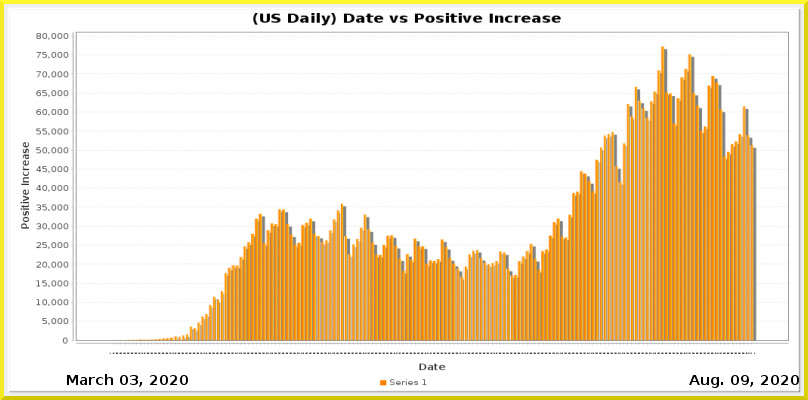 (US Daily) Date vs Positive Increase
80,000
75,000
70,000
65,000
60,000
55,000
50,000
45,000
40,000
35,000
30,000
25,000
20,000
15,000
10,000
5,000
0
Positive Increase
Date
March 03, 2020
Aug. 09, 2020
Series 1